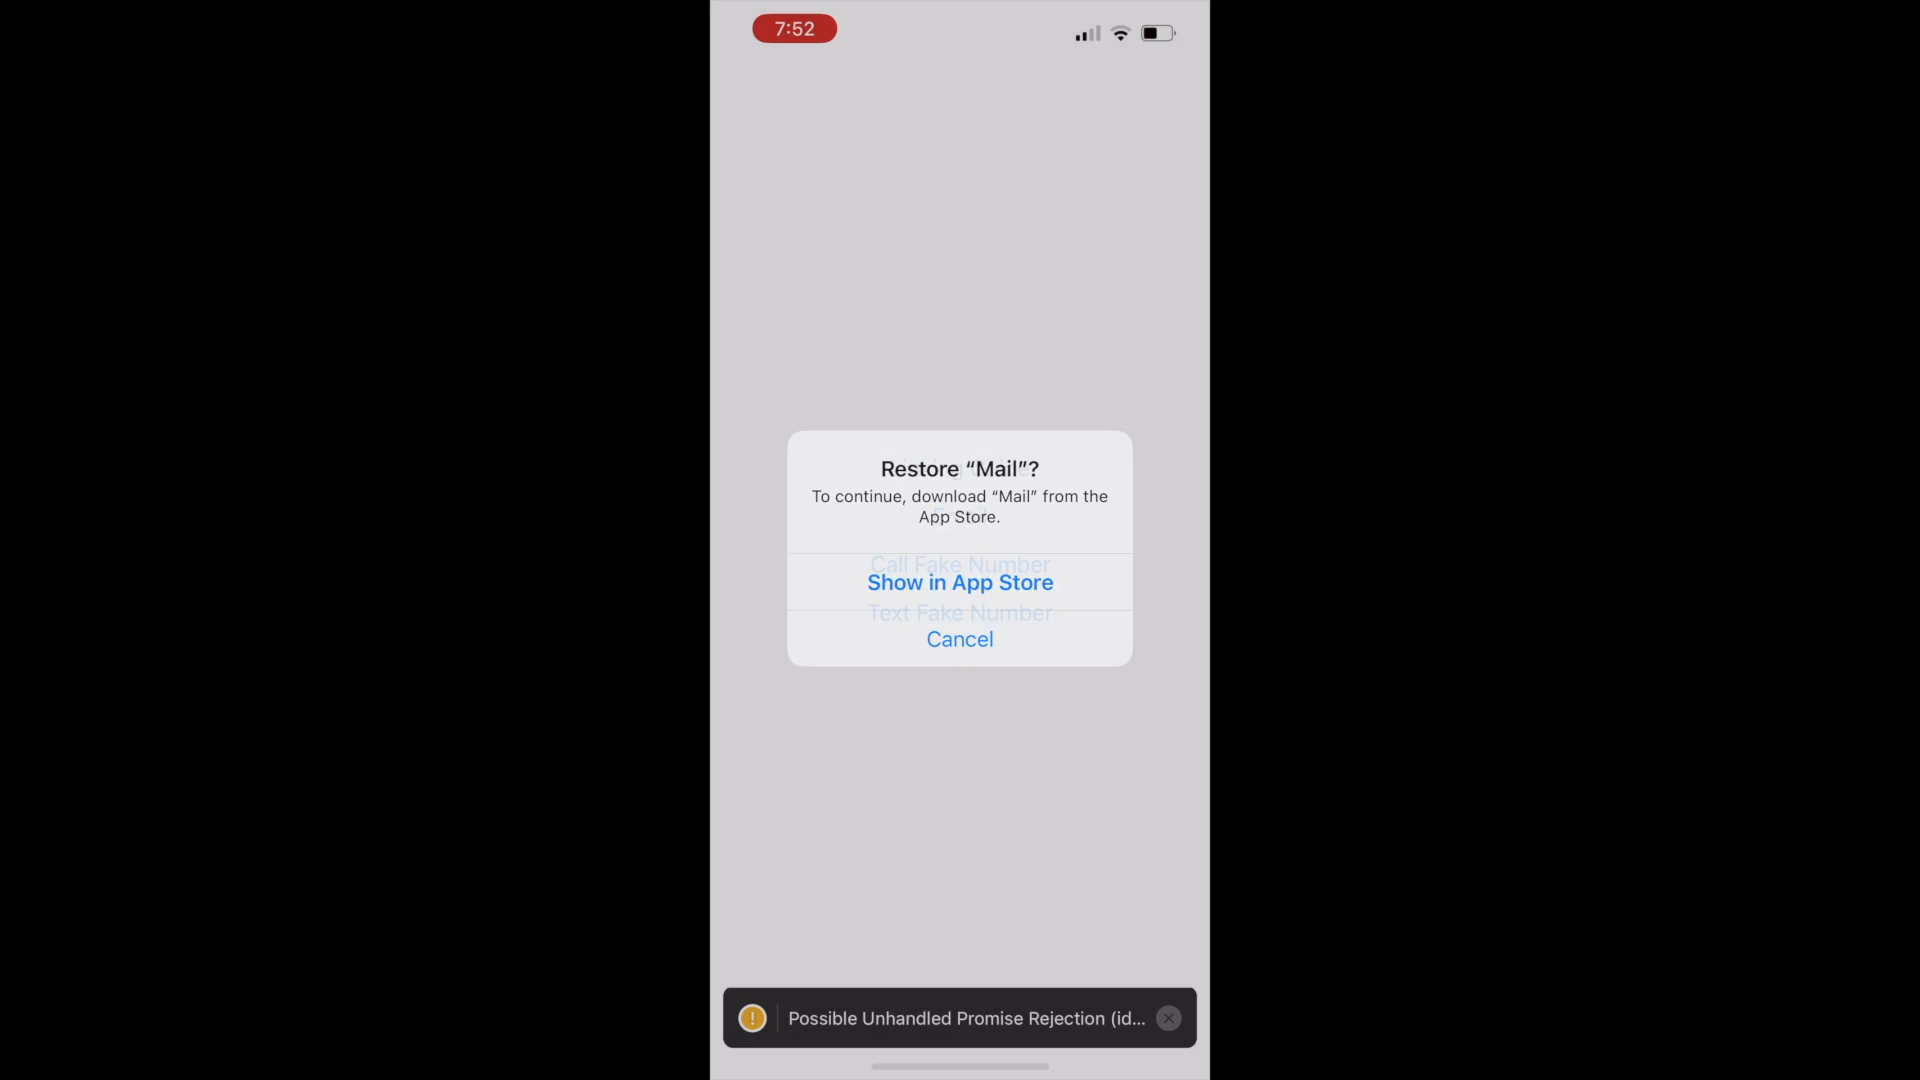 7:52
Restore “Mail”?
To continue, download “Mail” from the
App Store.
Call Fake Number
Show in App Store
Text Fake Number
Cancel
Possible Unhandled Promise Rejection (id...